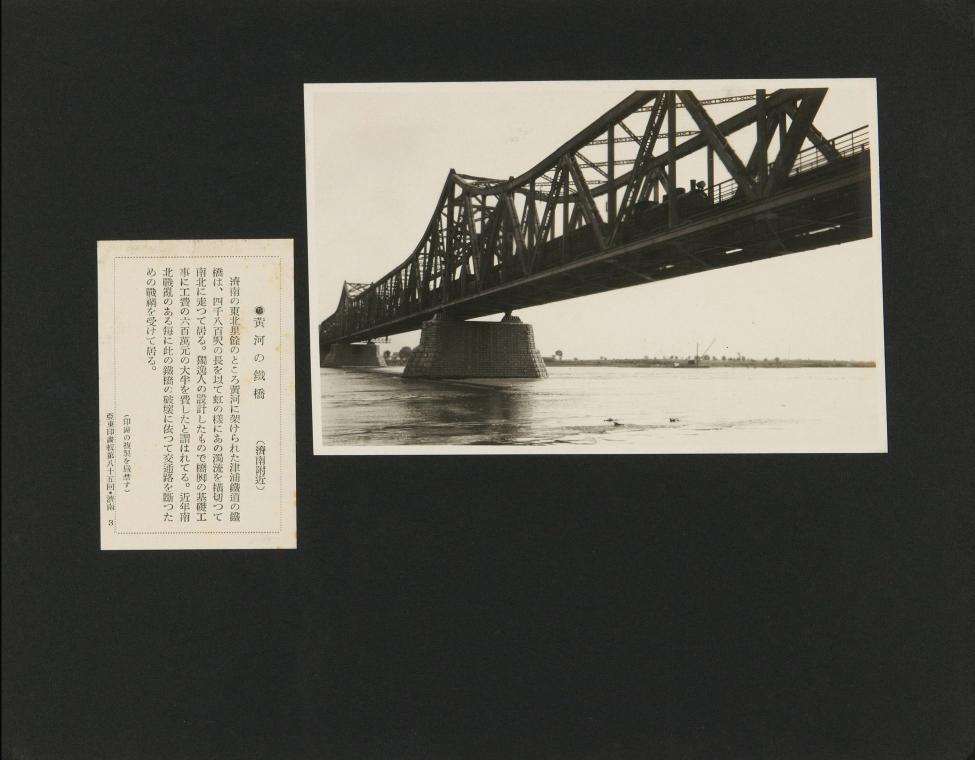 黄河の鐵橋
(濟南附近)
濟南の東北里餘のところ黄河に架けられた津浦鐵道の鐵
橋は、四千八百呎の長を以て虹の樣にあの濁流を橫切つて
南北に走つて居る。獨逸人の設計したもので橋脚の基礎工
事に工費の六百萬元の大半を費したと謂はれてる。近年南
北戰亂のある每に此の鐵橋の破壞に依つて交通路を斷つた
めの戰禍を受けて居る。
(印畫の複製を嚴禁す)
亞東印畫輯第八十五回・濟南 3